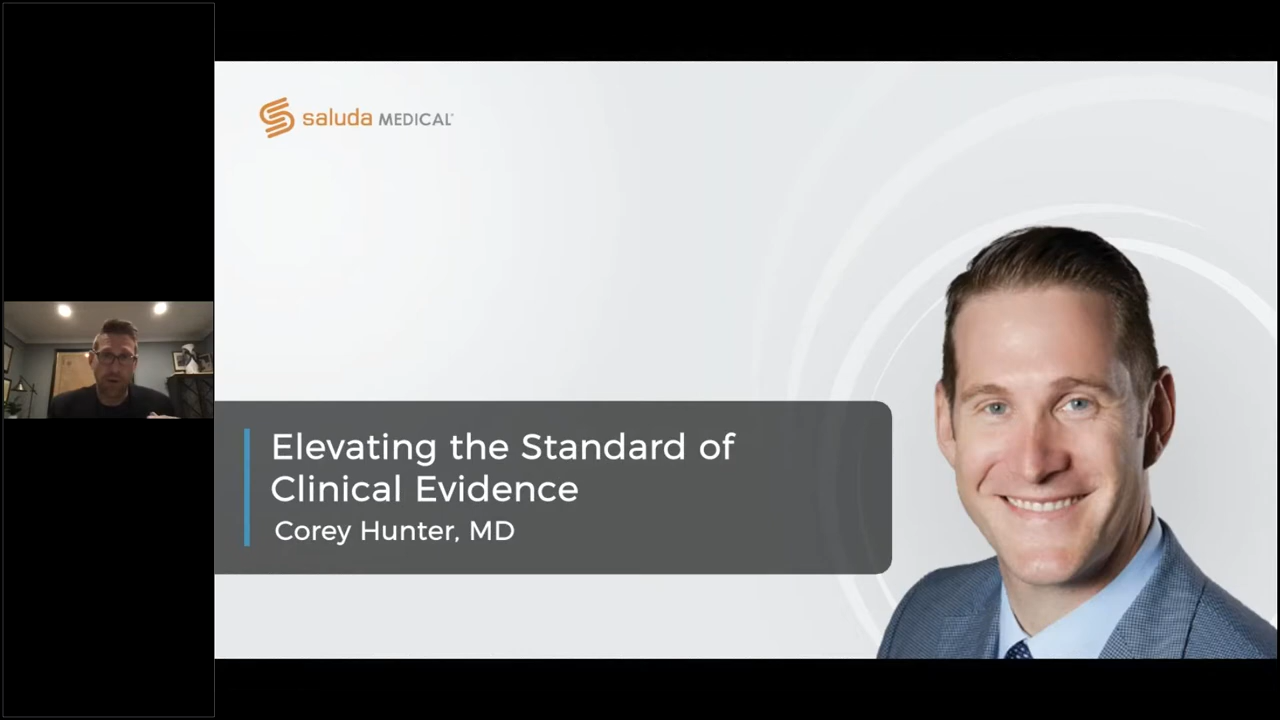 saluda MEDICAL
Elevating the Standard of
Clinical Evidence
Corey Hunter, MD